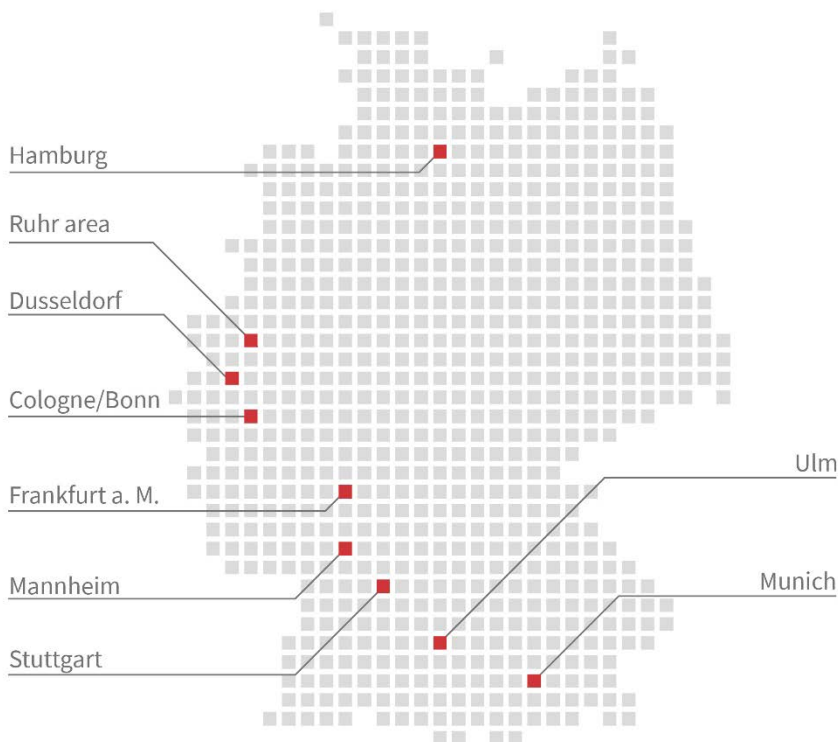 Hamburg
Ruhr area
Dusseldorf
Cologne/Bonn
Frankfurt a. M.
Mannheim
Stuttgart
Ulm
Munich